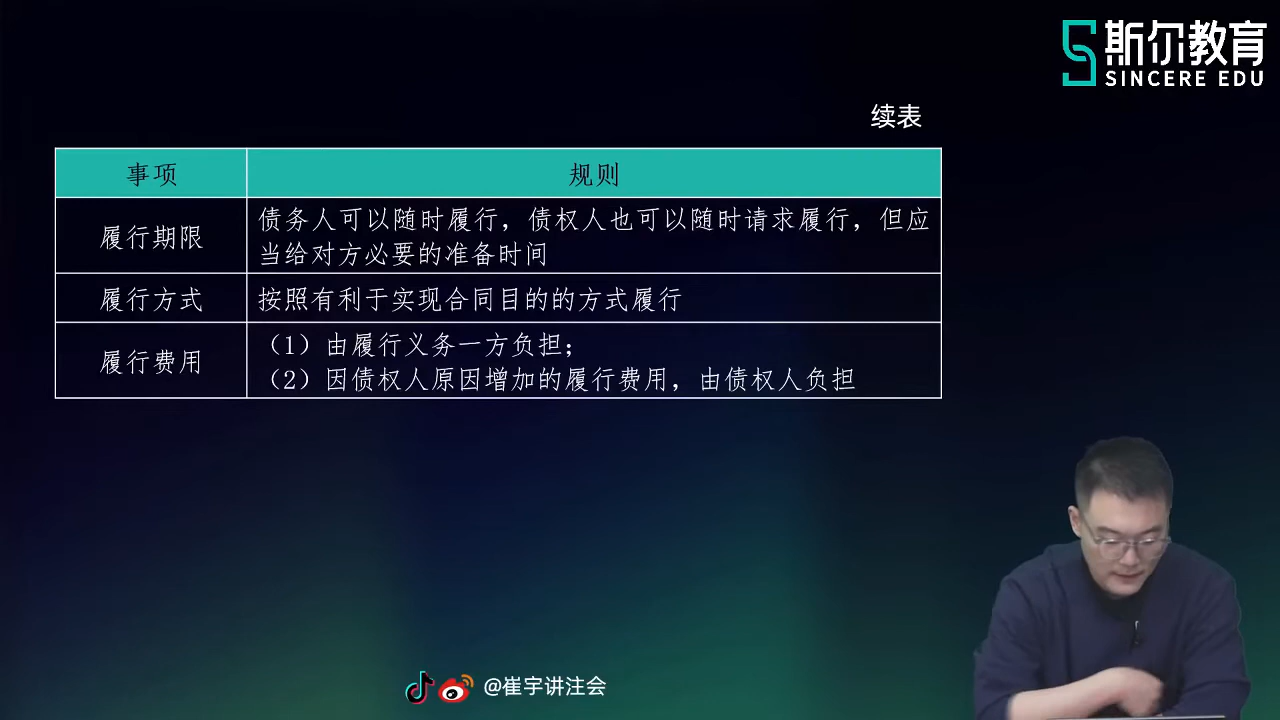 斯尔教育
SINCERE EDU
续表
事项
规则
履行期限
债务人可以随时履行，债权人也可以随时请求履行，但应
当给对方必要的准备时间
履行方式
按照有利于实现合同目的的方式履行
履行费用
（1）由履行义务一方负担；
（2）因债权人原因增加的履行费用，由债权人负担
@崔宇讲注会